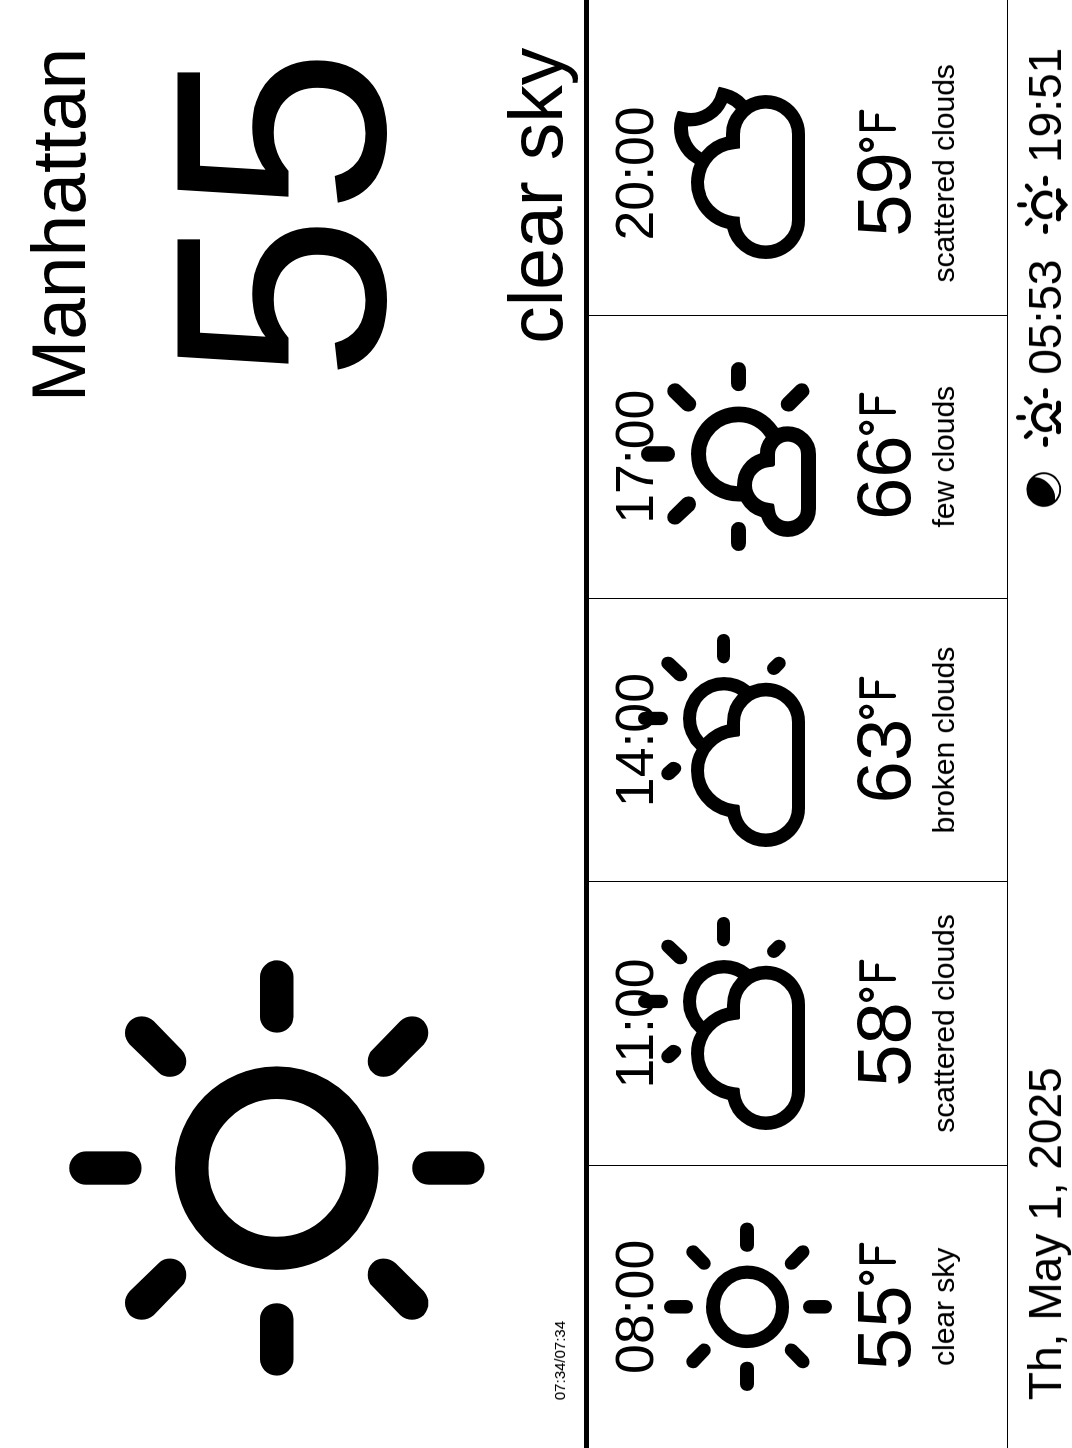 Manhattan
55
clear sky
07:34/07:34
08:00
55°F
clear sky
11:00
58°F
scattered clouds
14:00
63°F
broken clouds
17:00
66°F
few clouds
20:00
59°F
scattered clouds
Th, May 1, 2025
05:53
19:51